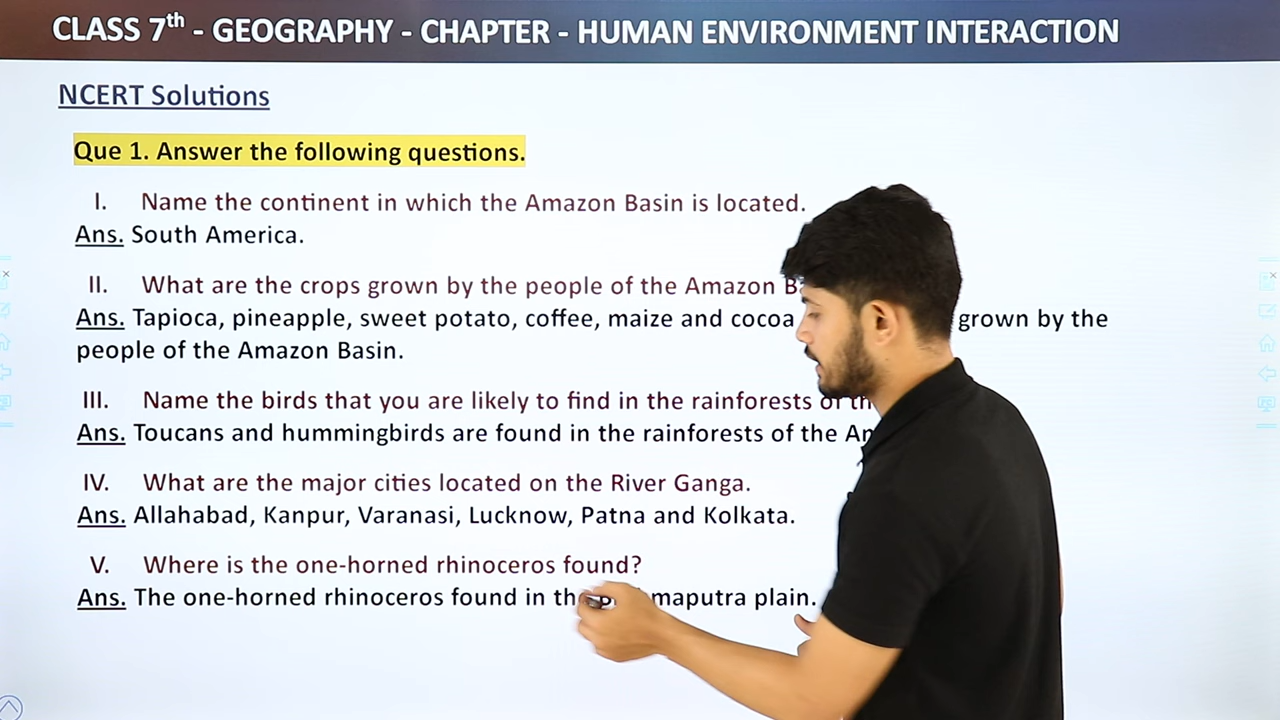 CLASS 7th - GEOGRAPHY - CHAPTER - HUMAN ENVIRONMENT INTERACTION
NCERT Solutions
Que 1. Answer the following questions.
I. Name the continent in which the Amazon Basin is located.
Ans. South America.
II. What are the crops grown by the people of the Amazon
Ans. Tapioca, pineapple, sweet potato, coffee, maize and cocoa grown by the
people of the Amazon Basin.
III. Name the birds that you are likely to find in the rainforests of
Ans. Toucans and hummingbirds are found in the rainforests of the
IV. What are the major cities located on the River Ganga.
Ans. Allahabad, Kanpur, Varanasi, Lucknow, Patna and Kolkata.
V. Where is the one-horned rhinoceros found?
Ans. The one-horned rhinoceros found in plain.